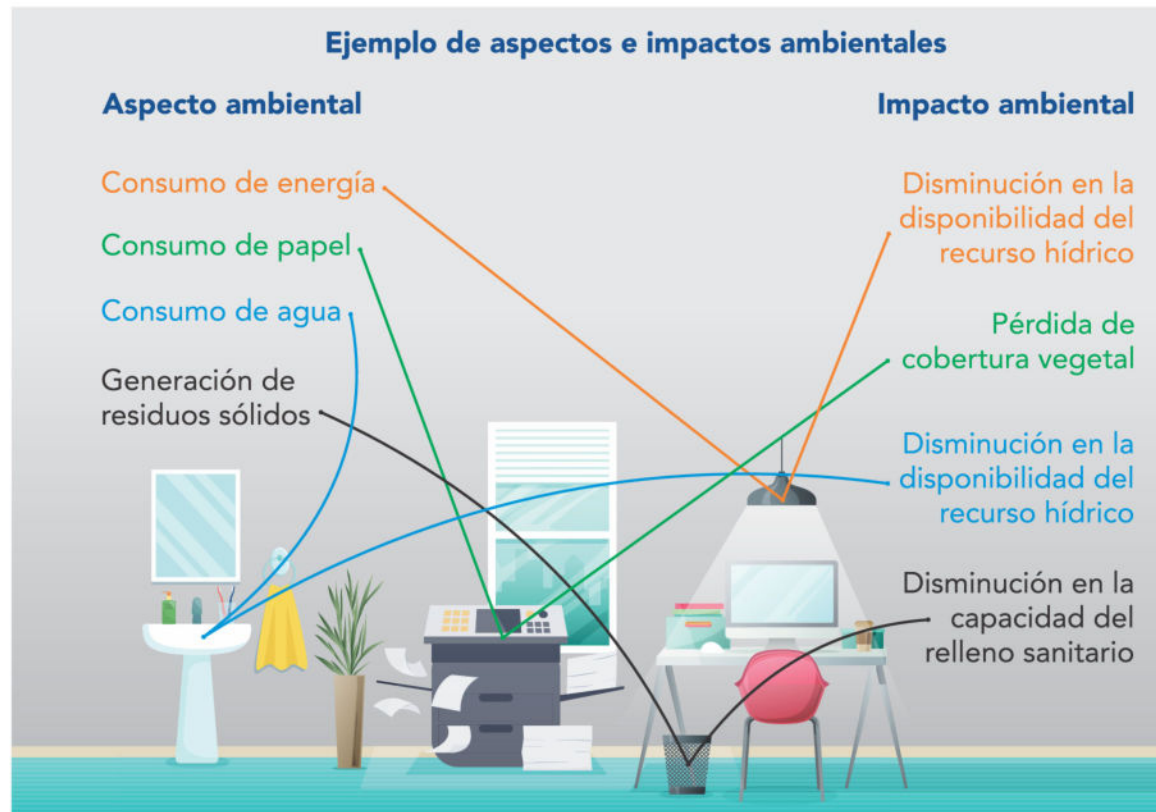 Ejemplo de aspectos e impactos ambientales
Aspecto ambiental
Consumo de energía
Consumo de papel
Consumo de agua
Generación de
residuos sólidos
Impacto ambiental
Disminución en la
disponibilidad del
recurso hídrico
Pérdida de
cobertura vegetal
Disminución en la
disponibilidad del
recurso hídrico
Disminución en la
capacidad del
relleno sanitario